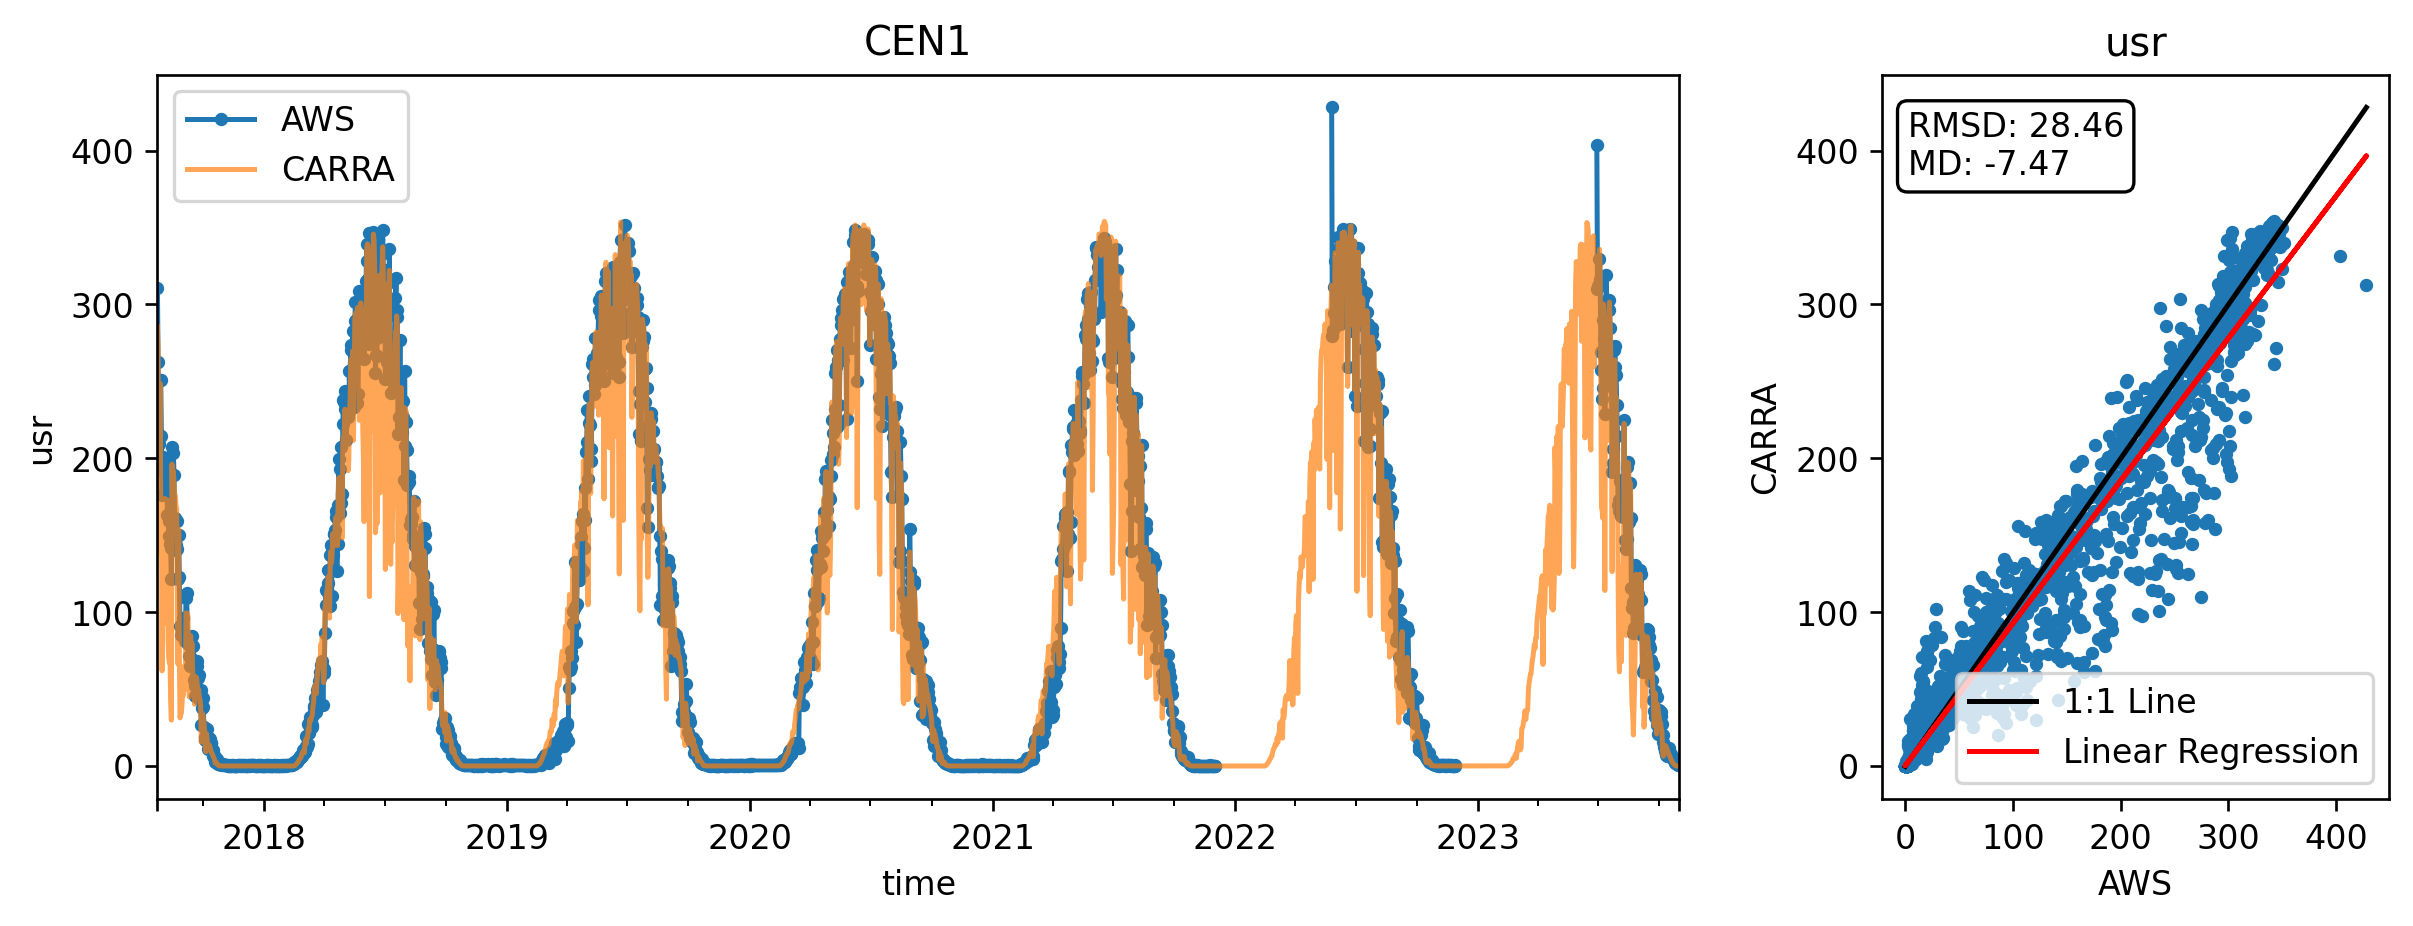 CEN1
AWS
CARRA
400
300
200
100
0
usr
2018 2019 2020 2021 2022 2023
time
usr
RMSD: 28.46
MD: -7.47
400
300
200
100
0
CARRA
1:1 Line
Linear Regression
0 100 200 300 400
AWS